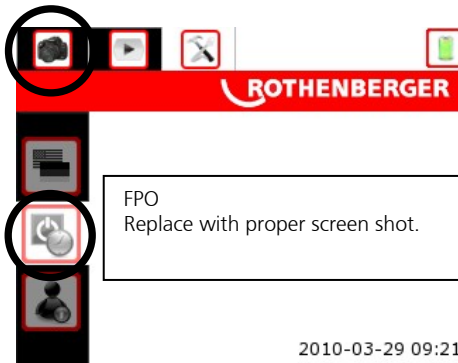 ROTHENBERGER
FPO
Replace with proper screen shot.
2010-03-29 09:21